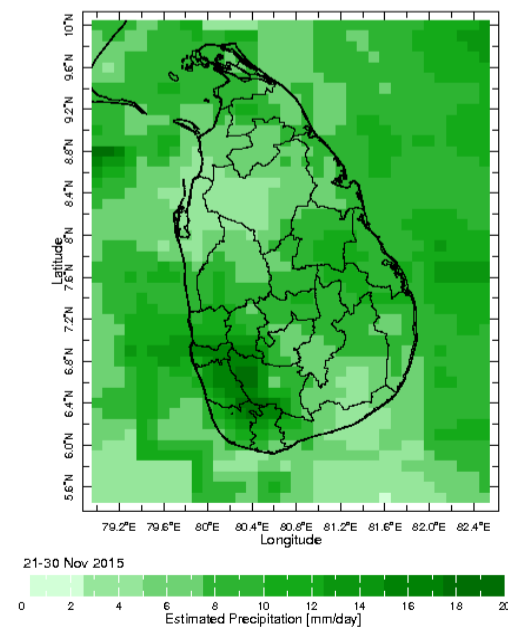 10°N
9.6°N
9.2°N
8.8°N
8.4°N
8°N
7.6°N
7.2°N
6.8°N
6.4°N
6.0°N
5.6°N
Latitude
79.2°E 79.6°E 80°E 80.4°E 80.8°E 81.2°E 81.6°E 82.0°E 82.4°E
Longitude
21-30 Nov 2015
0 2 4 6 8 10 12 14 16 18 20
Estimated Precipitation [mm/day]